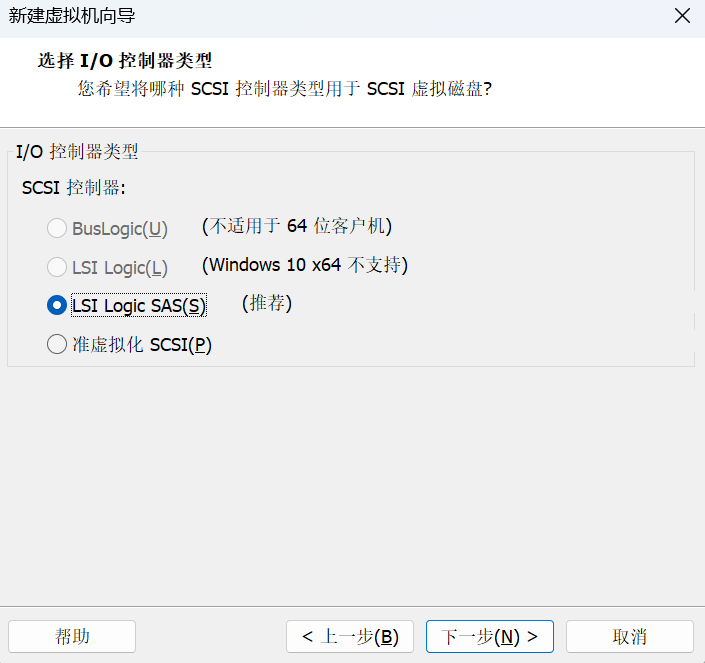 新建虚拟机向导
选择 I/O 控制器类型
您希望将哪种 SCSI 控制器类型用于 SCSI 虚拟磁盘?
I/O 控制器类型
SCSI 控制器:
BusLogic(U) (不适用于 64 位客户机)
LSI Logic(L) (Windows 10 x64 不支持)
LSI Logic SAS(S) (推荐)
准虚拟化 SCSI(P)
帮助 < 上一步(B) 下一步(N) > 取消